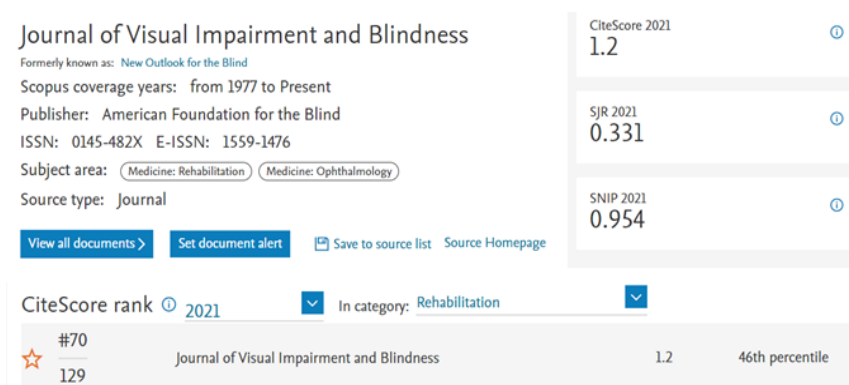 Journal of Visual Impairment and Blindness
Formerly known as: New Outlook for the Blind
Scopus coverage years: from 1977 to Present
Publisher: American Foundation for the Blind
ISSN: 0145-482X E-ISSN: 1559-1476
Subject area: Medicine: Rehabilitation Medicine: Ophthalmology
Source type: Journal
View all documents > Set document alert Save to source list Source Homepage
CiteScore 2021
1.2
SJR 2021
0.331
SNIP 2021
0.954
CiteScore rank 2021 In category: Rehabilitation
#70
129
Journal of Visual Impairment and Blindness 1.2 46th percentile